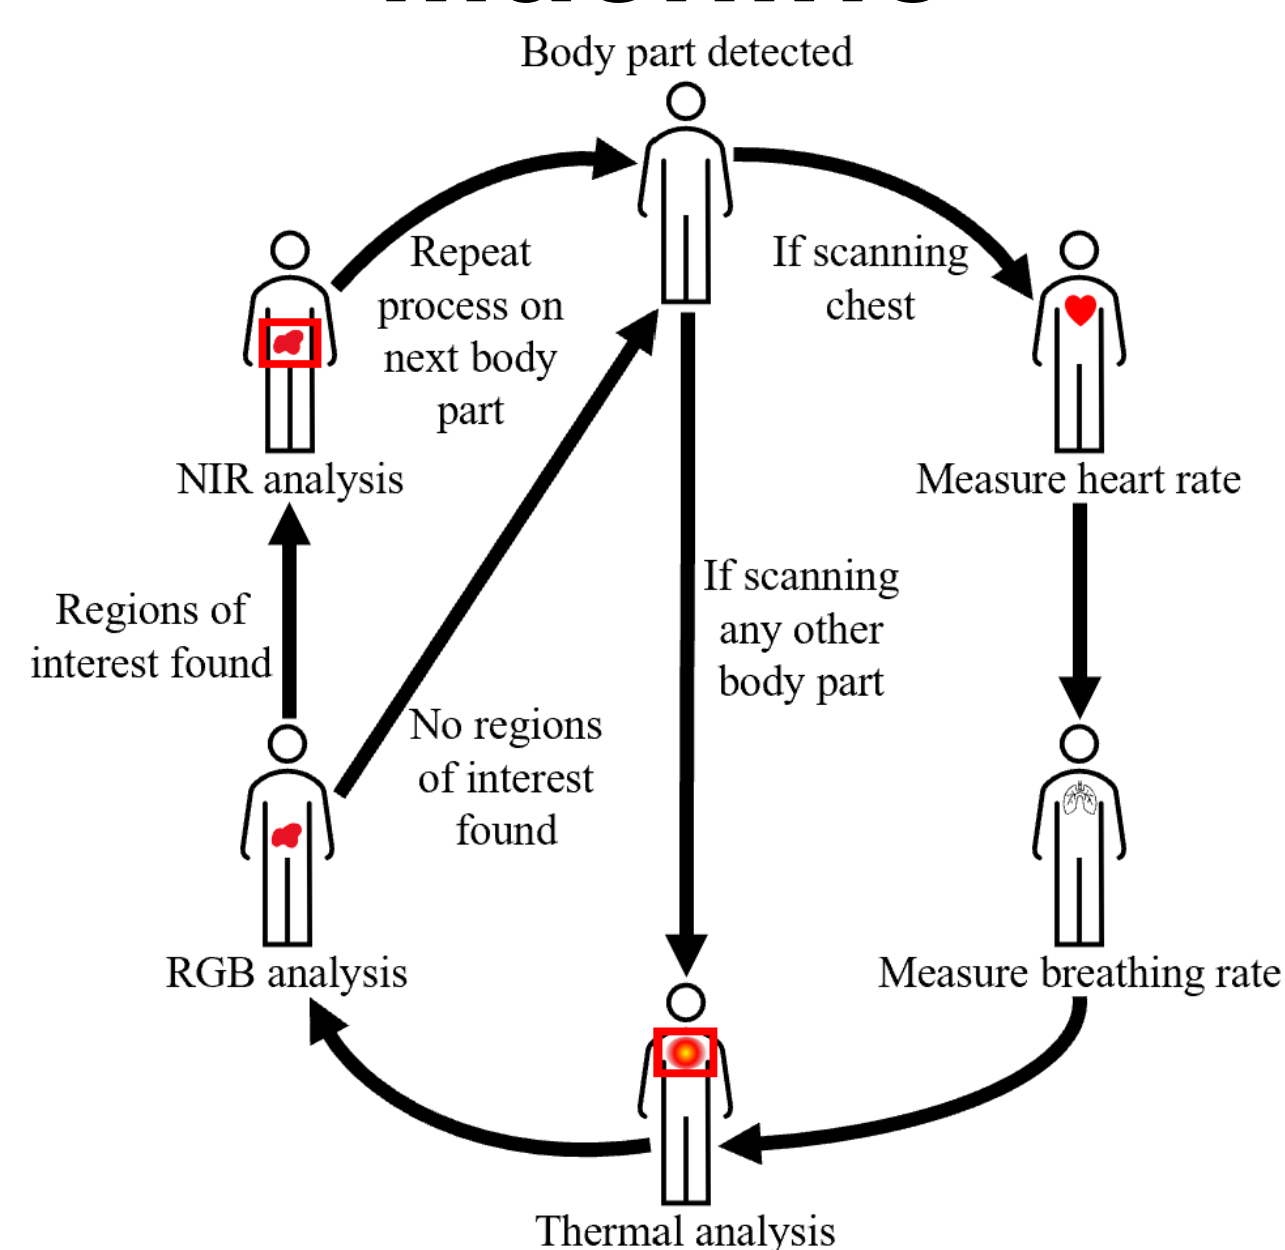 Body part detected
Repeat
process on
next body
part
If scanning
chest
NIR analysis
Measure heart rate
Regions of
interest found
If scanning
any other
body part
No regions
of interest
found
RGB analysis
Measure breathing rate
Thermal analysis